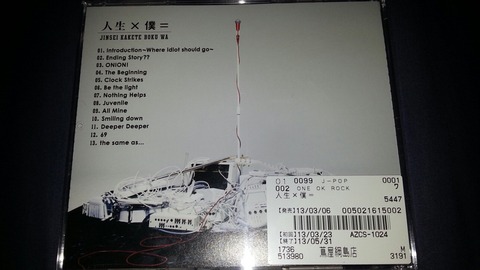 人生×僕＝
JINSEI KAKETE BOKU WA
01. Introduction~Where idiot should go~
02. Ending Story??
03. ONION!
04. The Beginning
05. Clock Strikes
06. Be the light
07. Nothing Helps
08. Juvenile
09. All Mine
10. Smiling down
11. Deeper Deeper
12. 69
13. the same as...
01 0099 J-POP 0001
002 ONE OK ROCK ワ
人生×僕＝ 5447
【発売】13/03/06 005021615002
【初回】13/03/23 AZCS-1024
【終了】13/05/31
1736 蔦屋鍋島店 M
513980 3191